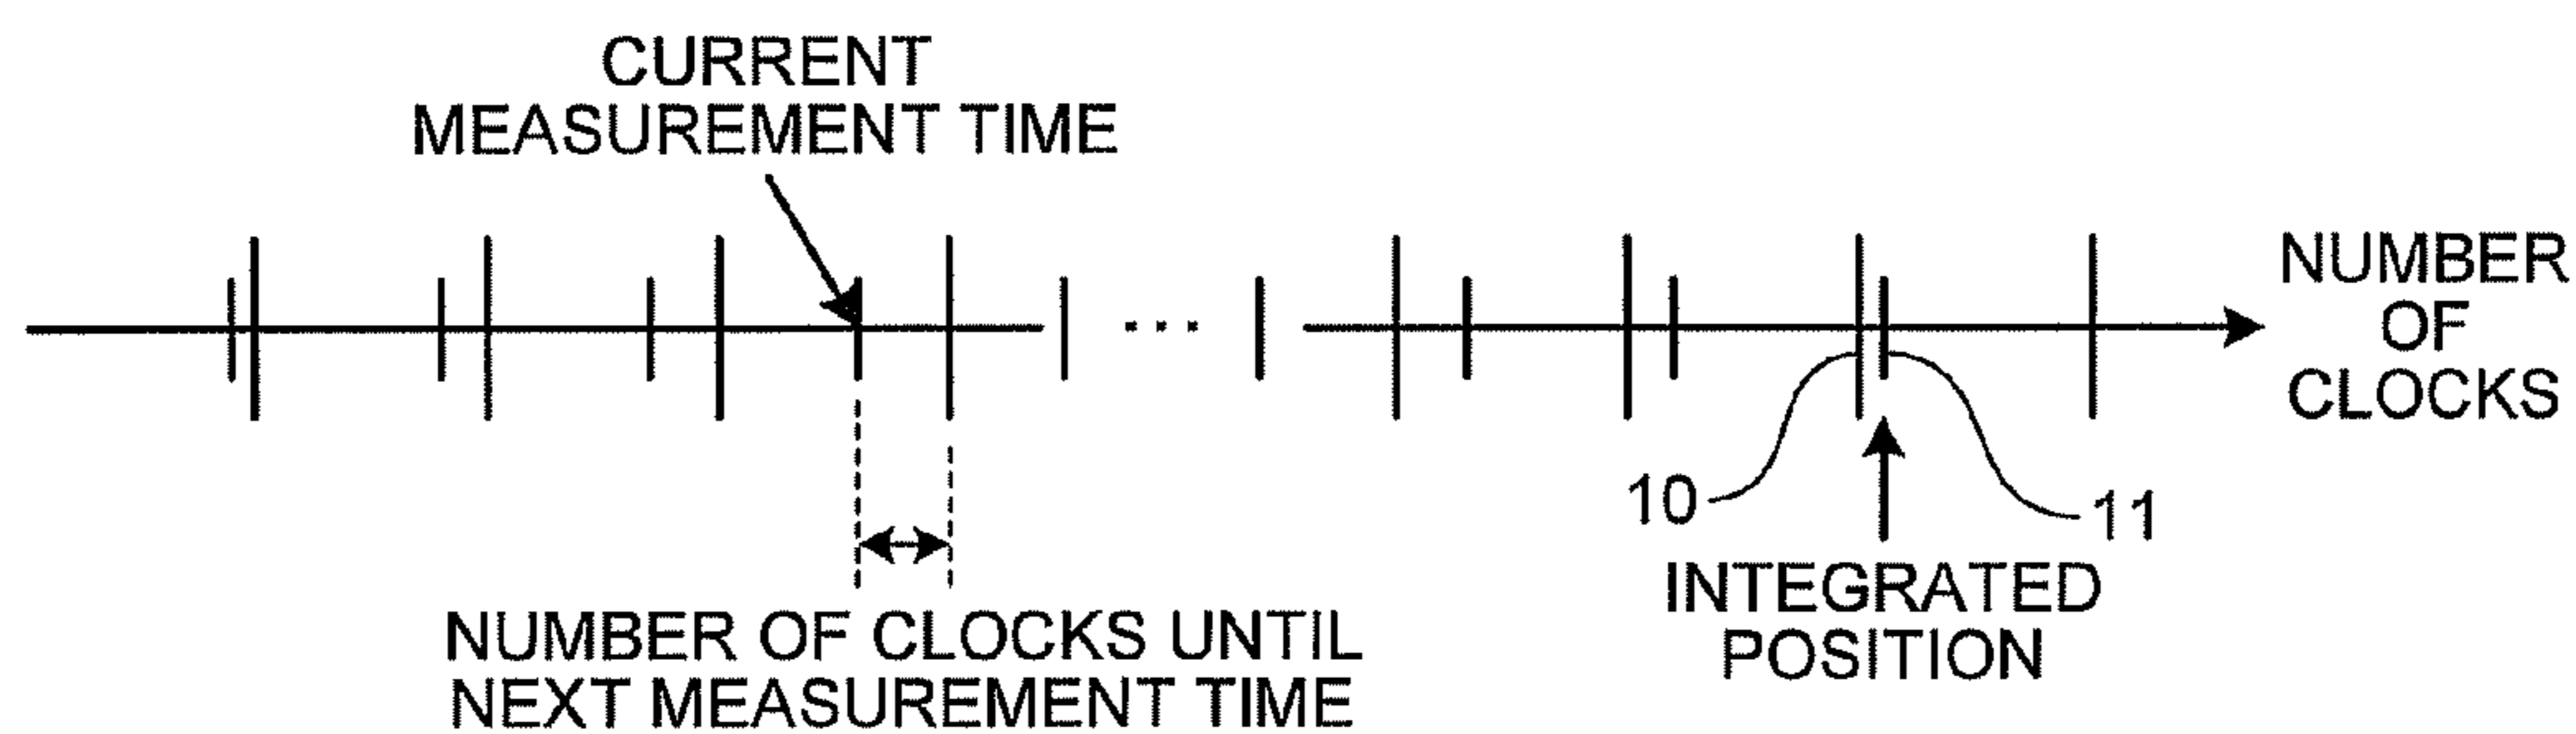 CURRENT
MEASUREMENT TIME
NUMBER
OF
CLOCKS
...
10
11
INTEGRATED
POSITION
NUMBER OF CLOCKS UNTIL
NEXT MEASUREMENT TIME